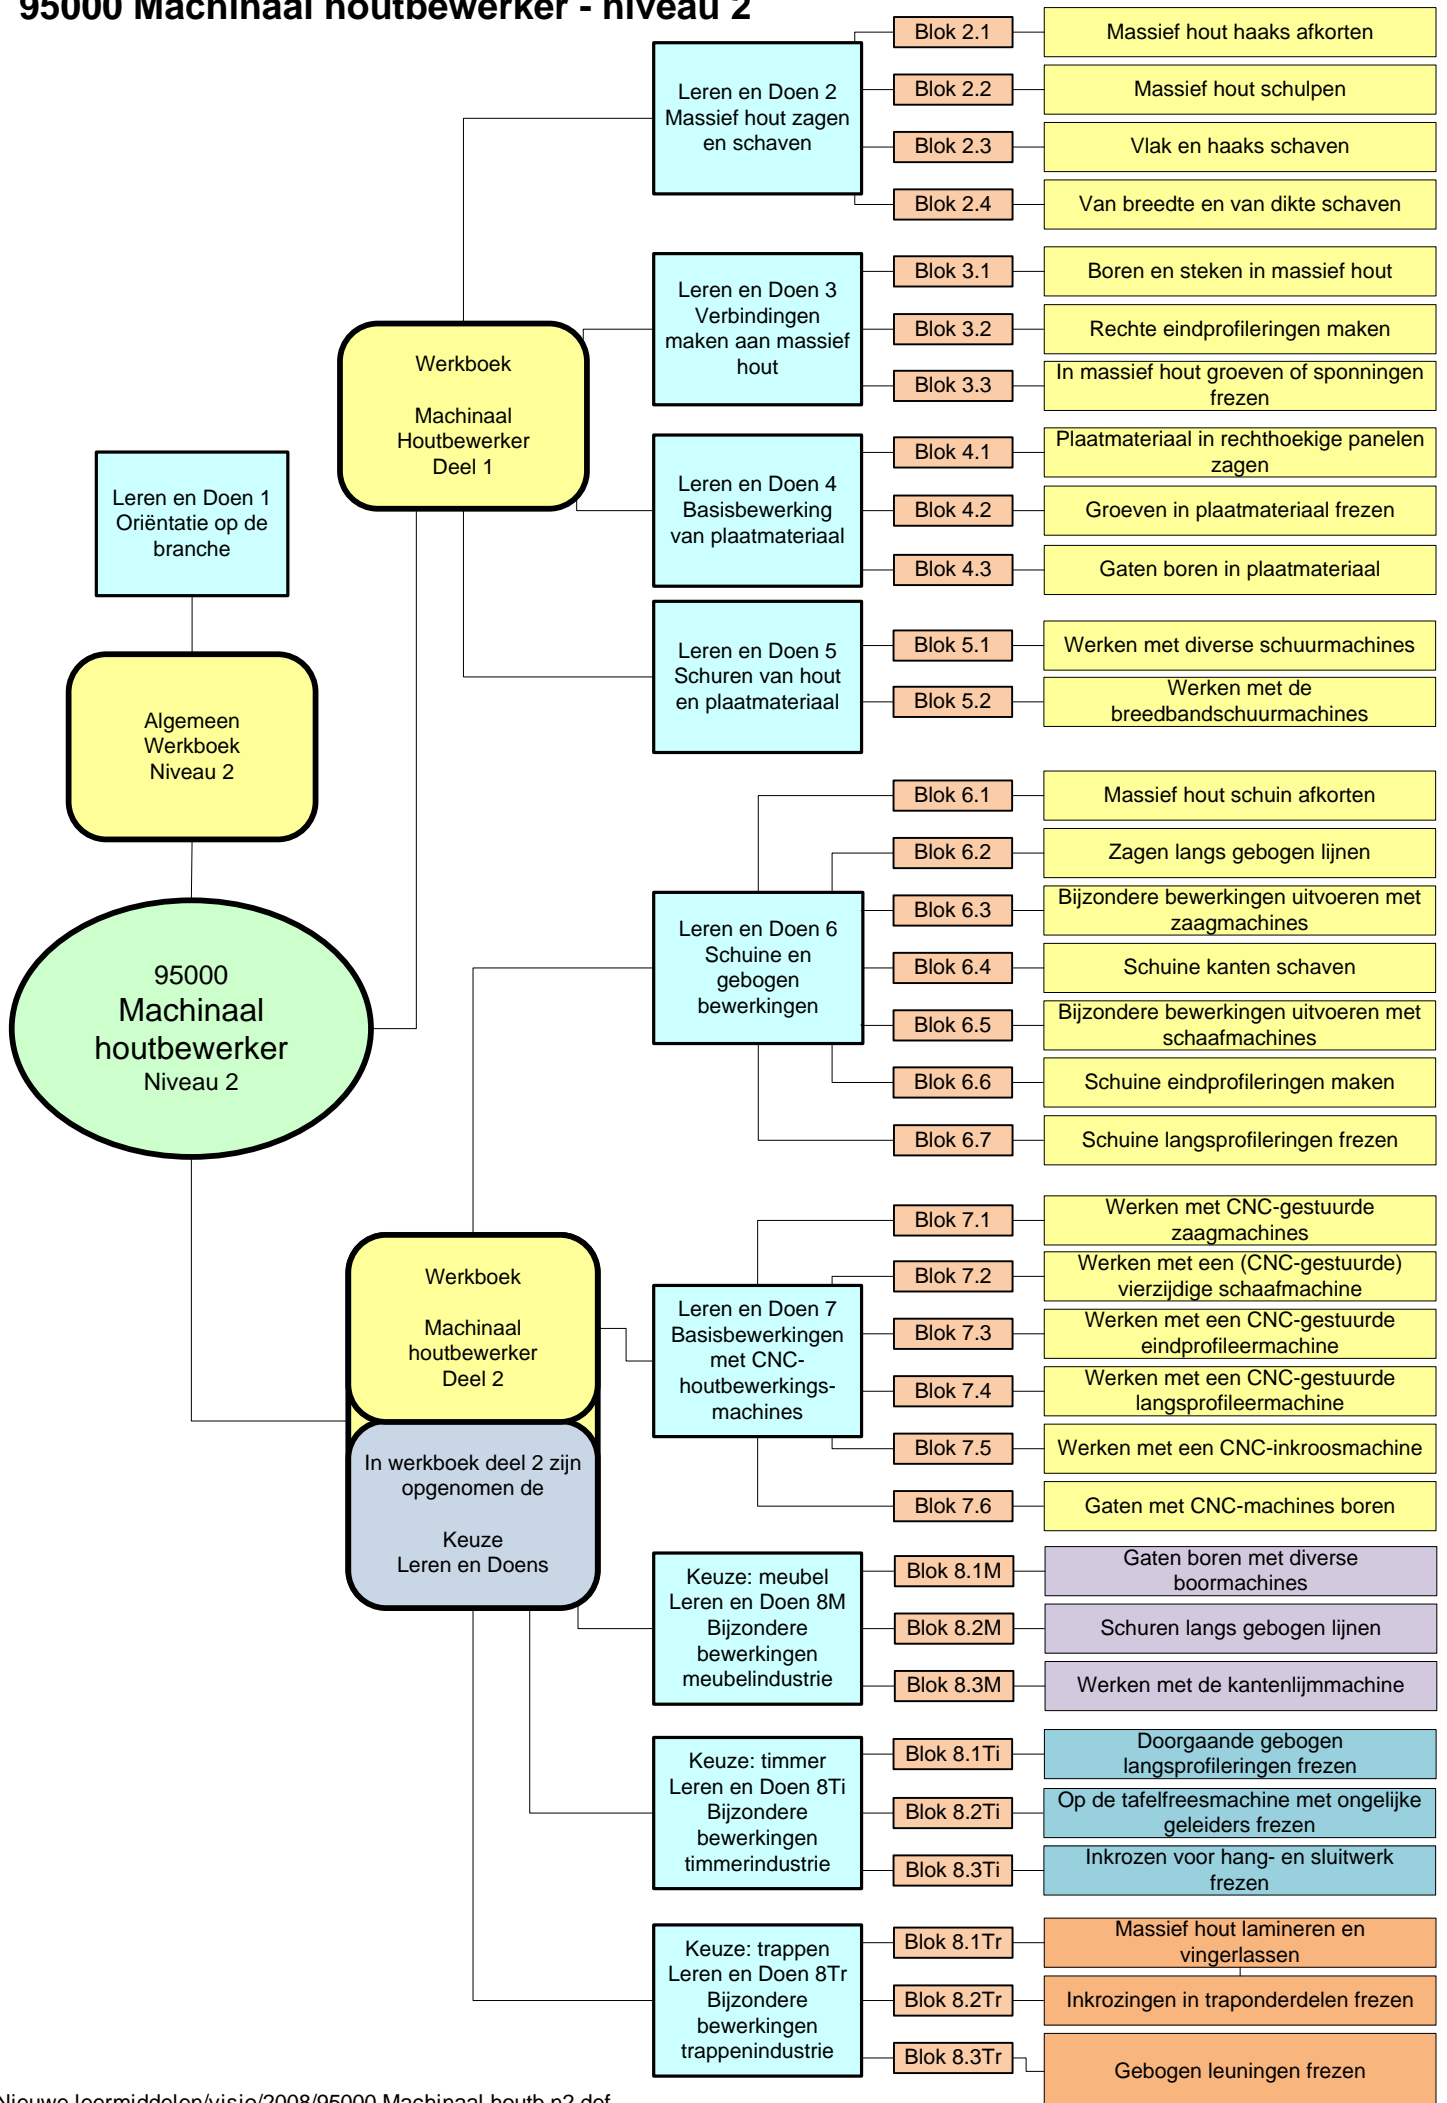 95000 Machinaal houtbewerker - niveau 2
Leren en Doen 1
Oriëntatie op de
branche
Algemeen
Werkboek
Niveau 2
95000
Machinaal
houtbewerker
Niveau 2
Werkboek
Machinaal
Houtbewerker
Deel 1
Leren en Doen 2
Massief hout zagen
en schaven
Blok 2.1
Massief hout haaks afkorten
Blok 2.2
Massief hout schulpen
Blok 2.3
Vlak en haaks schaven
Blok 2.4
Van breedte en van dikte schaven
Leren en Doen 3
Verbindingen
maken aan massief
hout
Blok 3.1
Boren en steken in massief hout
Blok 3.2
Rechte eindprofileringen maken
Blok 3.3
In massief hout groeven of sponningen
frezen
Leren en Doen 4
Basisbewerking
van plaatmateriaal
Blok 4.1
Plaatmateriaal in rechthoekige panelen
zagen
Blok 4.2
Groeven in plaatmateriaal frezen
Blok 4.3
Gaten boren in plaatmateriaal
Leren en Doen 5
Schuren van hout
en plaatmateriaal
Blok 5.1
Werken met diverse schuurmachines
Blok 5.2
Werken met de
breedbandschuurmachines
Werkboek
Machinaal
houtbewerker
Deel 2
In werkboek deel 2 zijn
opgenomen de
Keuze
Leren en Doens
Leren en Doen 6
Schuine en
gebogen
bewerkingen
Blok 6.1
Massief hout schuin afkorten
Blok 6.2
Zagen langs gebogen lijnen
Blok 6.3
Bijzondere bewerkingen uitvoeren met
zaagmachines
Blok 6.4
Schuine kanten schaven
Blok 6.5
Bijzondere bewerkingen uitvoeren met
schaafmachines
Blok 6.6
Schuine eindprofileringen maken
Blok 6.7
Schuine langsprofileringen frezen
Leren en Doen 7
Basisbewerkingen
met CNC-
houtbewerkings-
machines
Blok 7.1
Werken met CNC-gestuurde
zaagmachines
Blok 7.2
Werken met een (CNC-gestuurde)
vierzijdige schaafmachine
Blok 7.3
Werken met een CNC-gestuurde
eindprofileermachine
Blok 7.4
Werken met een CNC-gestuurde
langsprofileermachine
Blok 7.5
Werken met een CNC-inkroosmachine
Blok 7.6
Gaten met CNC-machines boren
Keuze: meubel
Leren en Doen 8M
Bijzondere
bewerkingen
meubelindustrie
Blok 8.1M
Gaten boren met diverse
boormachines
Blok 8.2M
Schuren langs gebogen lijnen
Blok 8.3M
Werken met de kantenlijmmachine
Keuze: timmer
Leren en Doen 8Ti
Bijzondere
bewerkingen
timmerindustrie
Blok 8.1Ti
Doorgaande gebogen
langsprofileringen frezen
Blok 8.2Ti
Op de tafelfreesmachine met ongelijke
geleiders frezen
Blok 8.3Ti
Inkrozen voor hang- en sluitwerk
frezen
Keuze: trappen
Leren en Doen 8Tr
Bijzondere
bewerkingen
trappenindustrie
Blok 8.1Tr
Massief hout lamineren en
vingerlassen
Blok 8.2Tr
Inkrozingen in traponderdelen frezen
Blok 8.3Tr
Gebogen leuningen frezen
Nieuwe leermiddelen/visio/2008/95000 Machinaal houtb n2 def